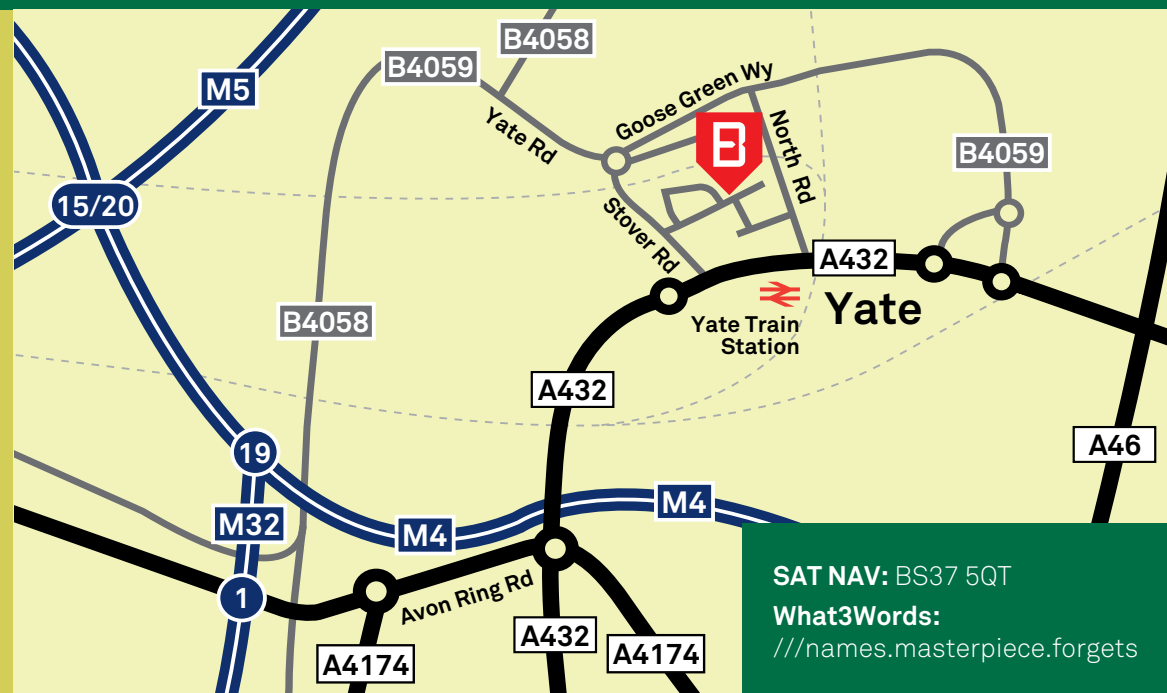 B4058
B4059
M5
Goose Green Wy
Yate Rd
North Rd
B
B4059
15/20
Stover Rd
A432
Yate
B4058
Yate Train
Station
A432
A46
19
M4
M32
M4
1
Avon Ring Rd
A432
A4174
A4174
SAT NAV: BS37 5QT
What3Words:
///names.masterpiece.forgets